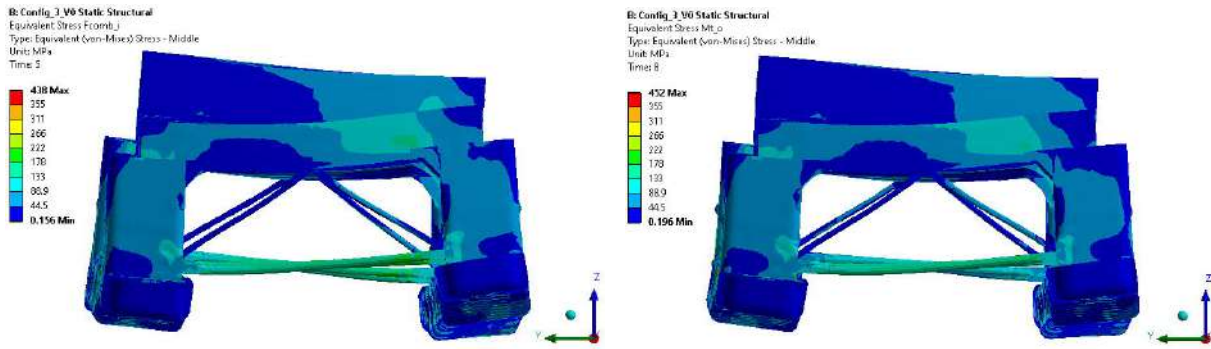 B: Config_3_V0 Static Structural
Equivalent Stress Fcomb_i
Type: Equivalent (von-Mises) Stress - Middle
Unit: MPa
Time: 5
438 Max
355
311
266
222
178
133
88.9
44.5
0.156 Min
Z
Y
B: Config_3_V0 Static Structural
Equivalent Stress Mt_o
Type: Equivalent (von-Mises) Stress - Middle
Unit: MPa
Time: 8
452 Max
355
311
266
222
178
133
88.9
44.5
0.196 Min
Z
Y